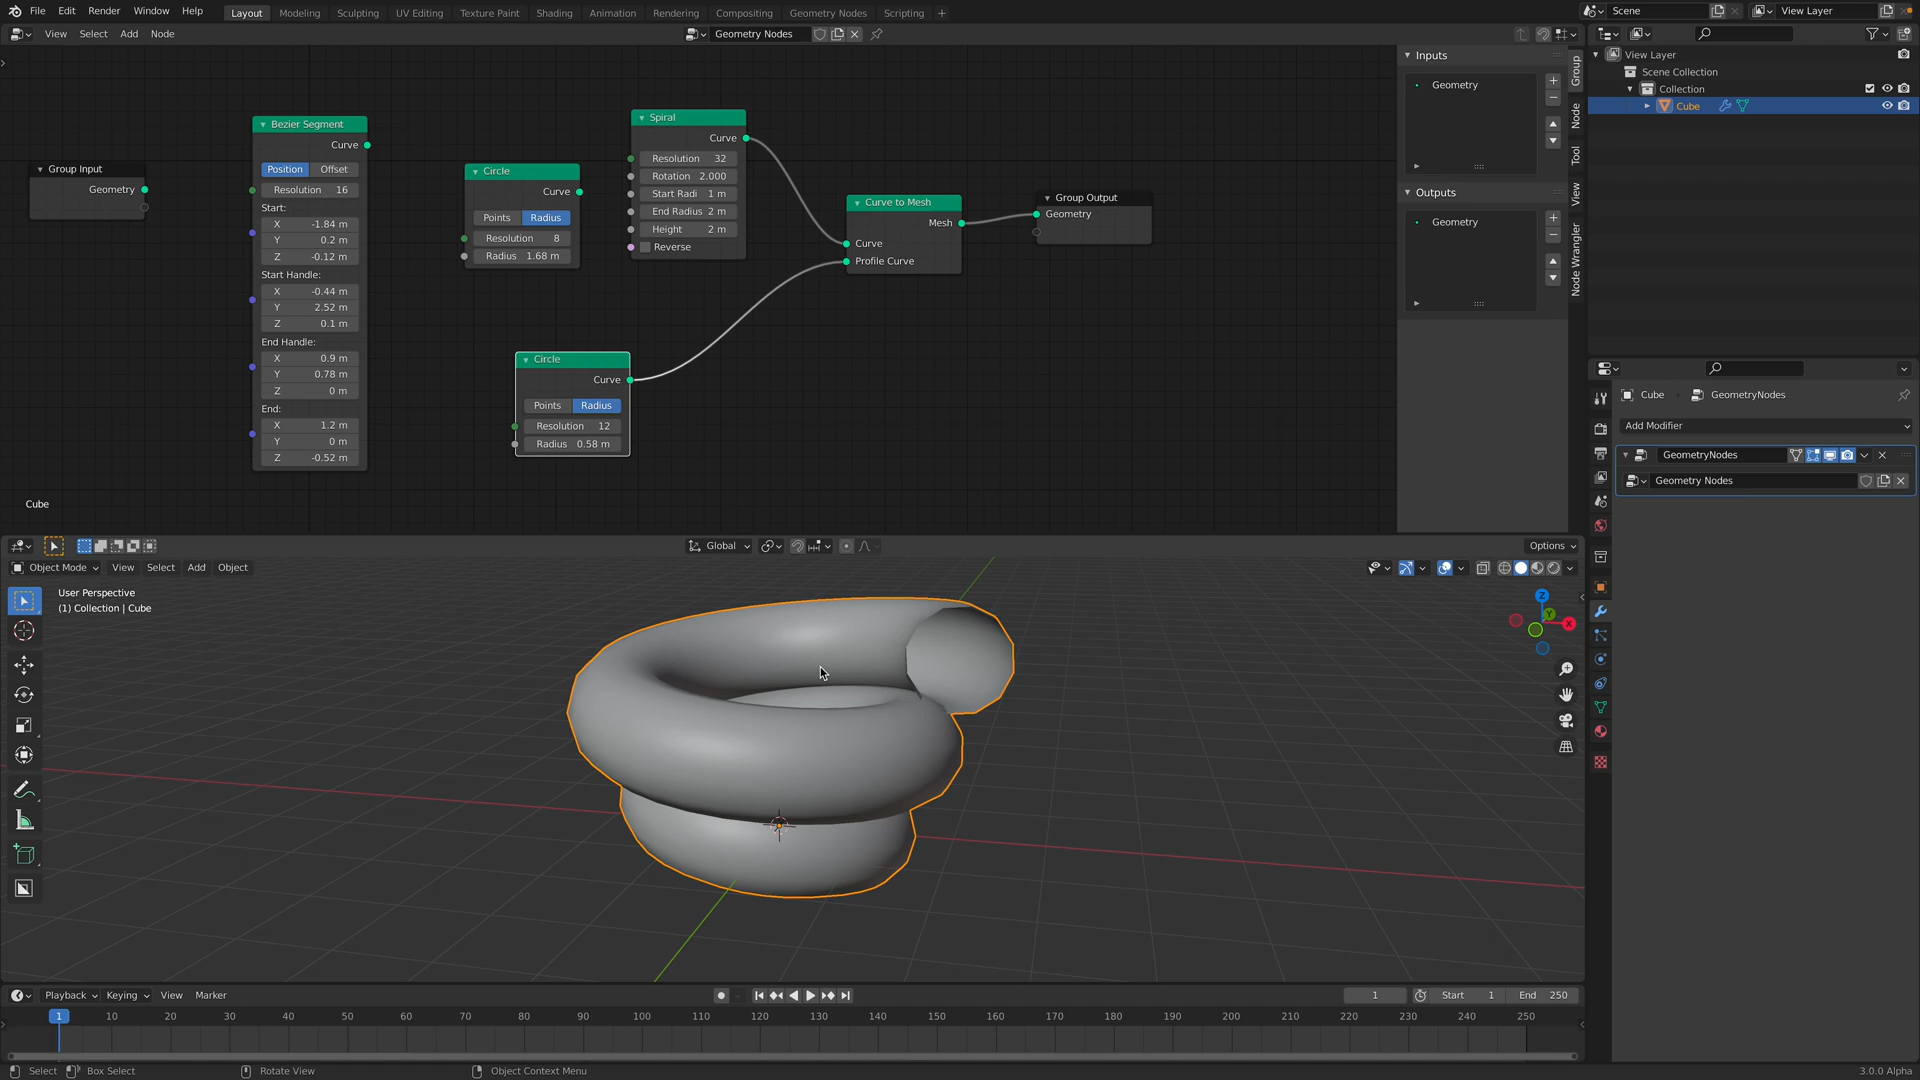 File Edit Render Window Help
Layout Modeling Sculpting UV Editing Texture Paint Shading Animation Rendering Compositing Geometry Nodes Scripting +
Scene
View Layer
View Select Add Node
Geometry Nodes
Group Input
Geometry
Bezier Segment
Curve
Position Offset
Resolution 16
Start:
X -1.84 m
Y 0.2 m
Z -0.12 m
Start Handle:
X -0.44 m
Y 2.52 m
Z 0.1 m
End Handle:
X 0.9 m
Y 0.78 m
Z 0 m
End:
X 1.2 m
Y 0 m
Z -0.52 m
Circle
Curve
Points Radius
Resolution 8
Radius 1.68 m
Spiral
Curve
Resolution 32
Rotation 2.000
Start Radi 1 m
End Radius 2 m
Height 2 m
Reverse
Circle
Curve
Points Radius
Resolution 12
Radius 0.58 m
Curve to Mesh
Mesh
Curve
Profile Curve
Group Output
Geometry
Cube
Inputs
Geometry
Outputs
Geometry
Group
Node
Tool
View
Node Wrangler
View Layer
Scene Collection
Collection
Cube
Cube GeometryNodes
Add Modifier
GeometryNodes
Geometry Nodes
Global
Options
Object Mode View Select Add Object
User Perspective
(1) Collection | Cube
Z
Y
X
Playback Keying View Marker
1 Start 1 End 250
1 10 20 30 40 50 60 70 80 90 100 110 120 130 140 150 160 170 180 190 200 210 220 230 240 250
Select Box Select Rotate View Object Context Menu
3.0.0 Alpha